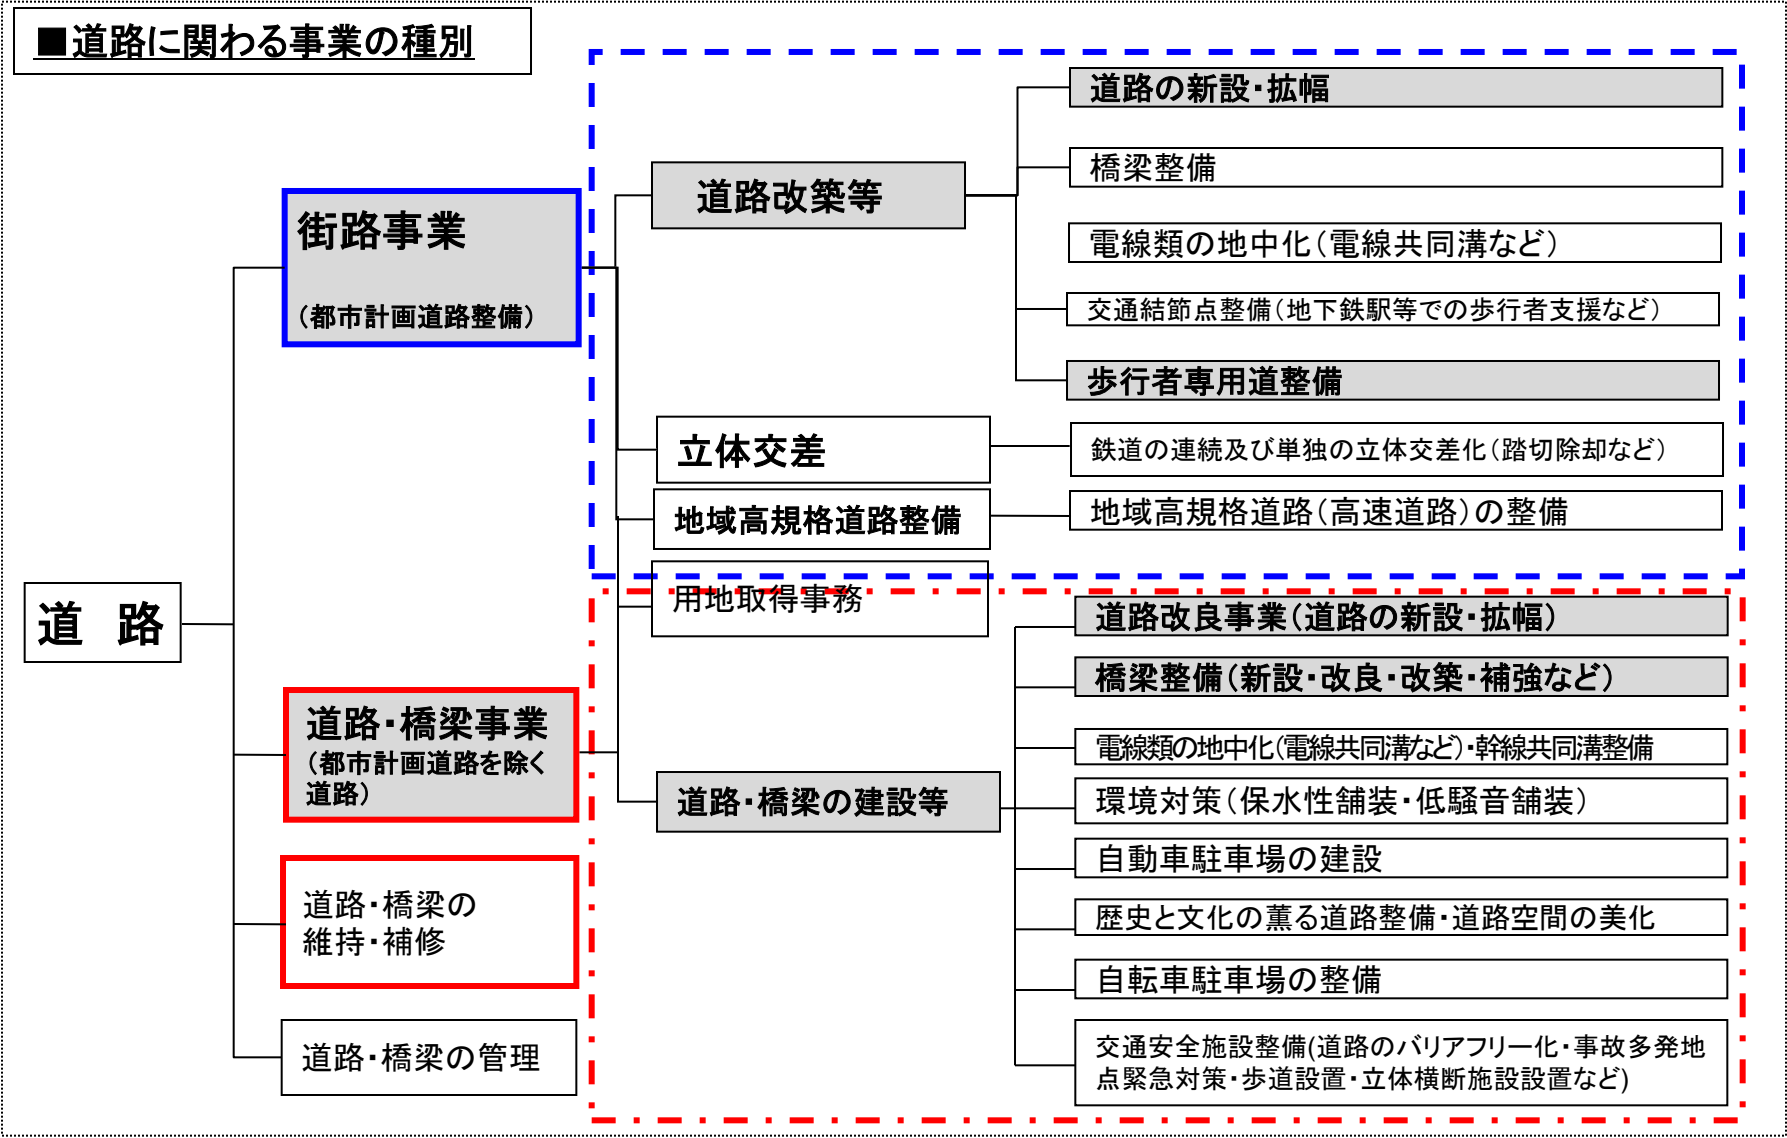 ■道路に関わる事業の種別
道路の新設・拡幅
橋梁整備
道路改築等
街路事業
（都市計画道路整備）
電線類の地中化（電線共同溝など）
交通結節点整備（地下鉄駅等での歩行者支援など）
歩行者専用道整備
立体交差
鉄道の連続及び単独の立体交差化（踏切除却など）
地域高規格道路整備
地域高規格道路（高速道路）の整備
用地取得事務
道　路
道路改良事業（道路の新設・拡幅）
橋梁整備（新設・改良・改築・補強など）
道路・橋梁事業
（都市計画道路を除く
道路）
電線類の地中化（電線共同溝など）・幹線共同溝整備
道路・橋梁の建設等
環境対策（保水性舗装・低騒音舗装）
自動車駐車場の建設
道路・橋梁の
維持・補修
歴史と文化の薫る道路整備・道路空間の美化
自転車駐車場の整備
道路・橋梁の管理
交通安全施設整備(道路のバリアフリー化・事故多発地
点緊急対策・歩道設置・立体横断施設設置など)